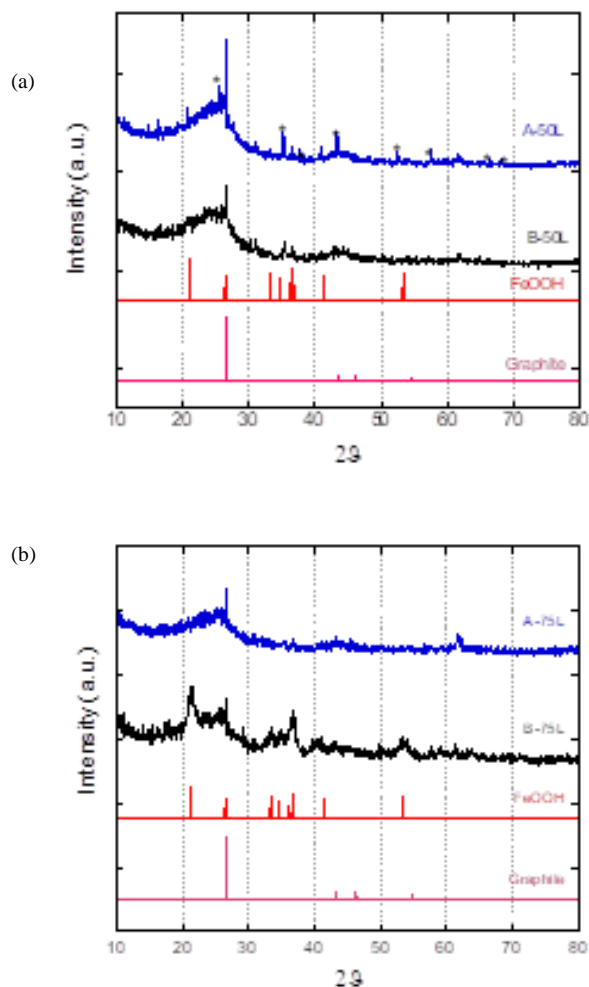 (a)
Intensity (a.u.)
* * * * * * * *
A-50L
B-50L
FeOOH
Graphite
10 20 30 40 50 60 70 80
2θ
(b)
Intensity (a.u.)
A-75L
B-75L
FeOOH
Graphite
10 20 30 40 50 60 70 80
2θ